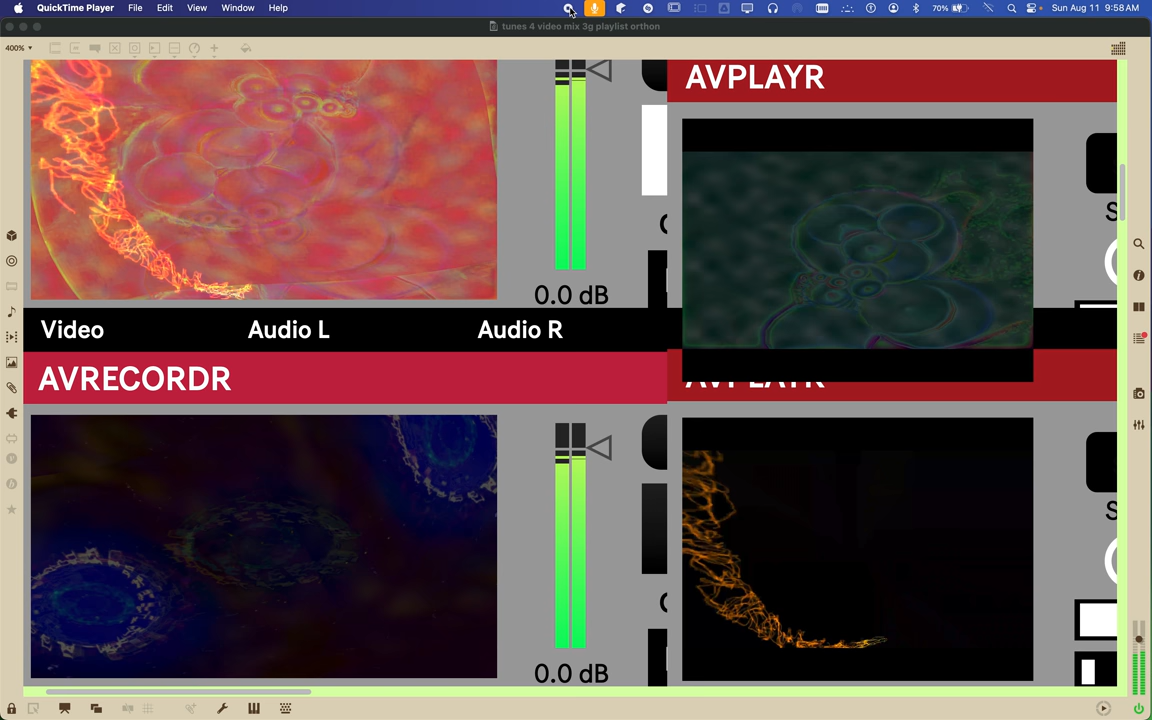 QuickTime Player File Edit View Window Help 70% Sun Aug 11 9:58 AM
tunes 4 video mix 3g playlist orthon
400%
AVPLAYR
S
0.0 dB
Video Audio L Audio R
AVRECORDR
AVPLAYR
S
0.0 dB